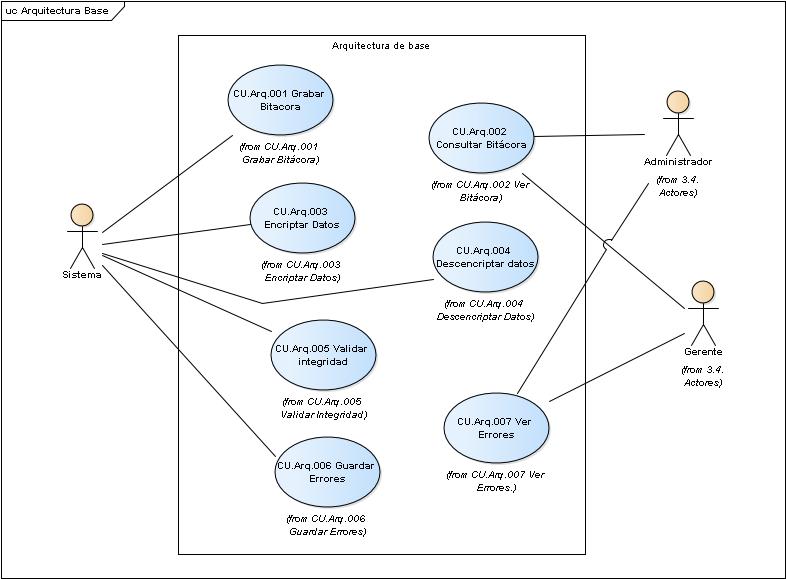 uc Arquitectura Base
Arquitectura de base
CU.Arq.001 Grabar
Bitacora
(from CU.Arq.001
Grabar Bitácora)
CU.Arq.002
Consultar Bitácora
(from CU.Arq.002 Ver
Bitácora)
Administrador
(from 3.4.
Actores)
CU.Arq.003
Encriptar Datos
(from CU.Arq.003
Encriptar Datos)
Sistema
CU.Arq.004
Descencriptar datos
(from CU.Arq.004
Descencriptar Datos)
Gerente
(from 3.4.
Actores)
CU.Arq.005 Validar
integridad
(from CU.Arq.005
Validar Integridad)
CU.Arq.007 Ver
Errores
(from CU.Arq.007 Ver
Errores.)
CU.Arq.006 Guardar
Errores
(from CU.Arq.006
Guardar Errores)